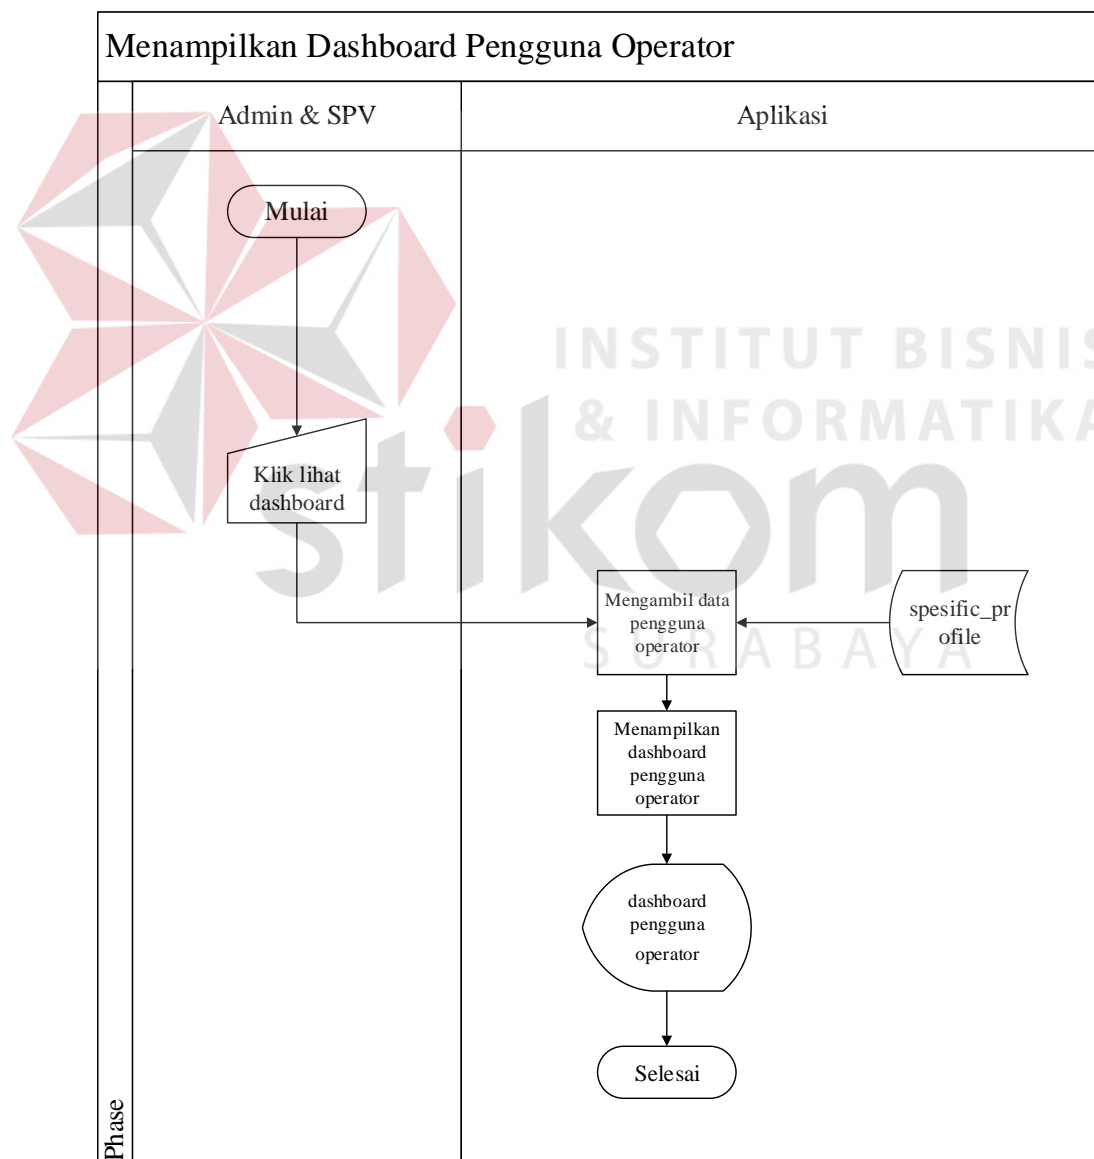 Menampilkan Dashboard Pengguna Operator
Admin & SPV
Aplikasi
Mulai
INSTITUT BISNIS
& INFORMATIKA
stikom
SURABAYA
Klik lihat
dashboard
Mengambil data
pengguna
operator
spesific_pr
ofile
Menampilkan
dashboard
pengguna
operator
dashboard
pengguna
operator
Selesai
Phase